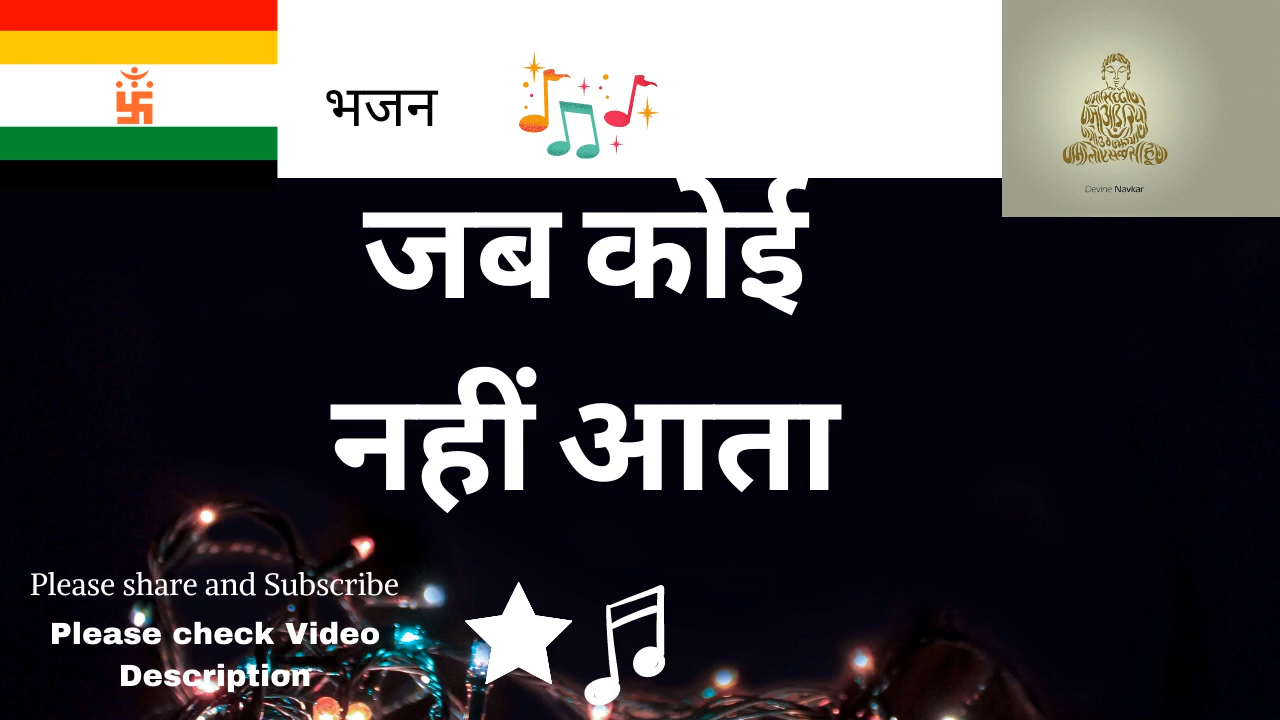 भजन
Devine Navkar
जब कोई
नहीं आता
Please share and Subscribe
Please check Video
Description